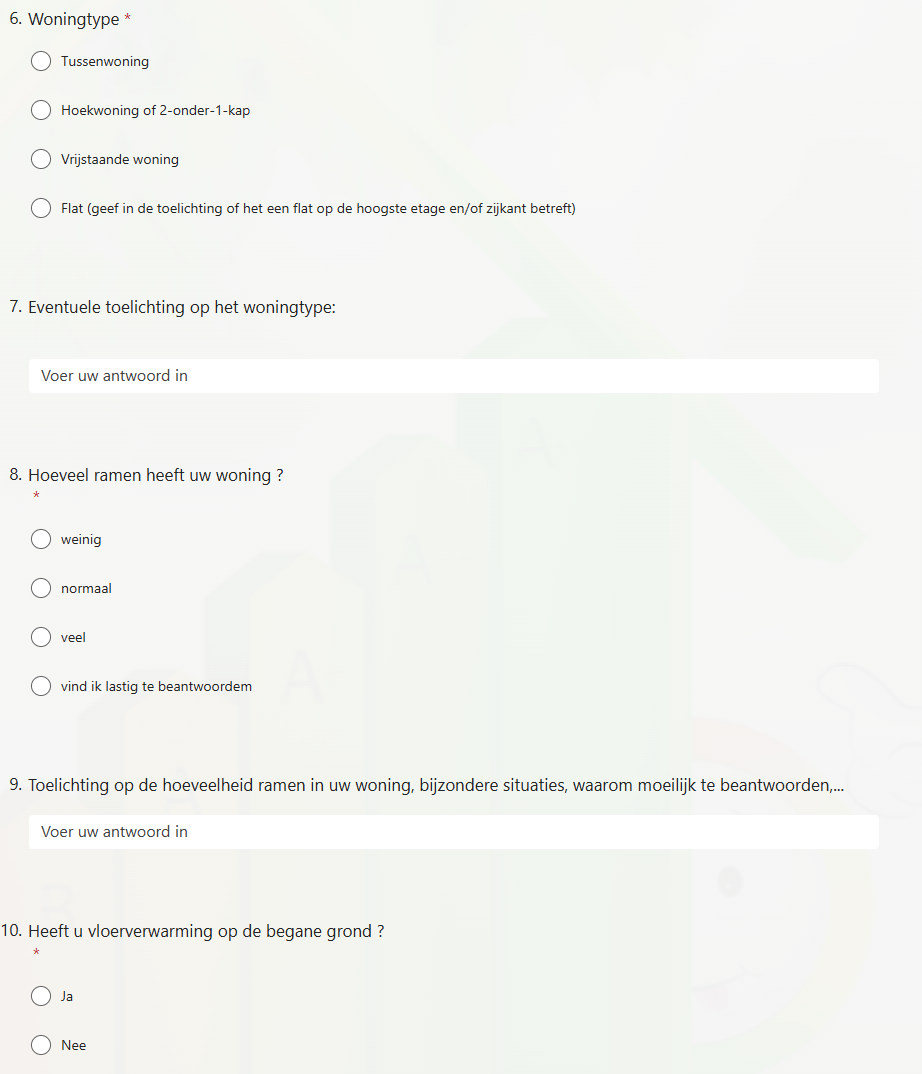 6. Woningtype *
Tussenwoning
Hoekwoning of 2-onder-1-kap
Vrijstaande woning
Flat (geef in de toelichting of het een flat op de hoogste etage en/of zijkant betreft)
7. Eventuele toelichting op het woningtype:
Voer uw antwoord in
8. Hoeveel ramen heeft uw woning ?
*
weinig
normaal
veel
vind ik lastig te beantwoordem
9. Toelichting op de hoeveelheid ramen in uw woning, bijzondere situaties, waarom moeilijk te beantwoorden,...
Voer uw antwoord in
10. Heeft u vloerverwarming op de begane grond ?
*
Ja
Nee